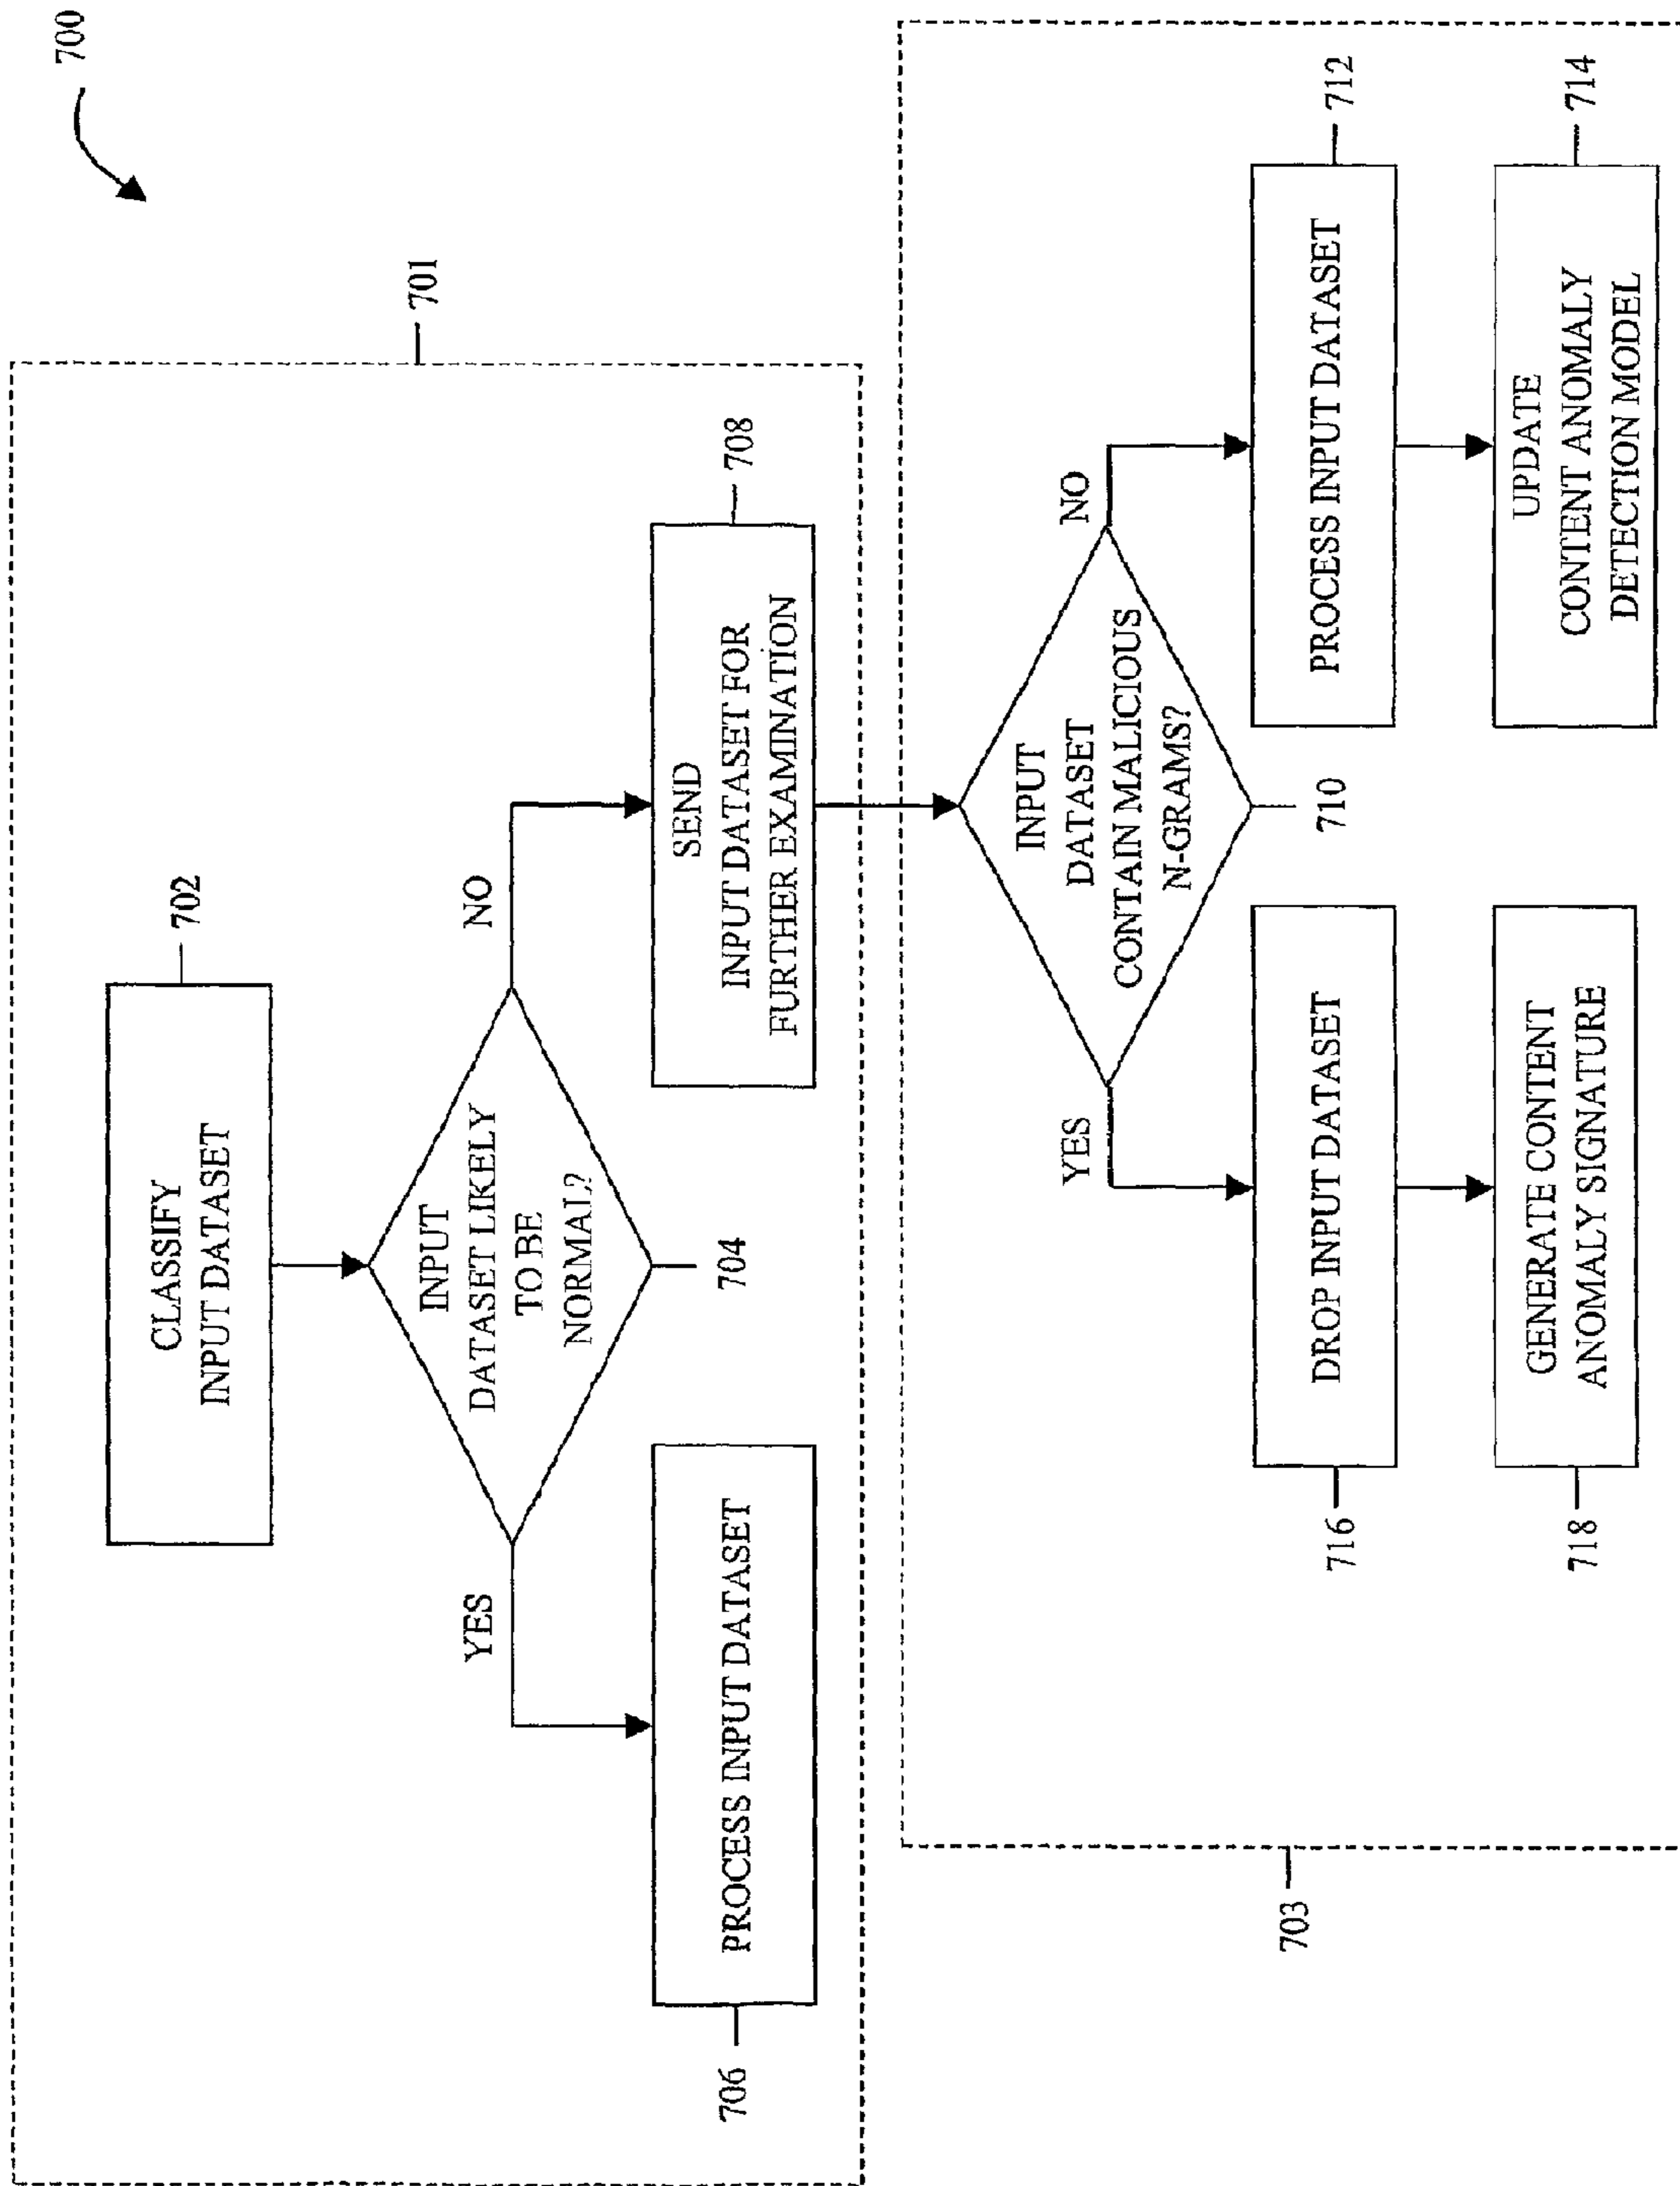 700
701
CLASSIFY
INPUT DATASET
702
INPUT
DATASET LIKELY
TO BE
NORMAL?
704
YES
NO
PROCESS INPUT DATASET
706
SEND
INPUT DATASET FOR
FURTHER EXAMINATION
708
703
INPUT
DATASET
CONTAIN MALICIOUS
N-GRAMS?
710
YES
NO
DROP INPUT DATASET
716
PROCESS INPUT DATASET
712
GENERATE CONTENT
ANOMALY SIGNATURE
718
UPDATE
CONTENT ANOMALY
DETECTION MODEL
714